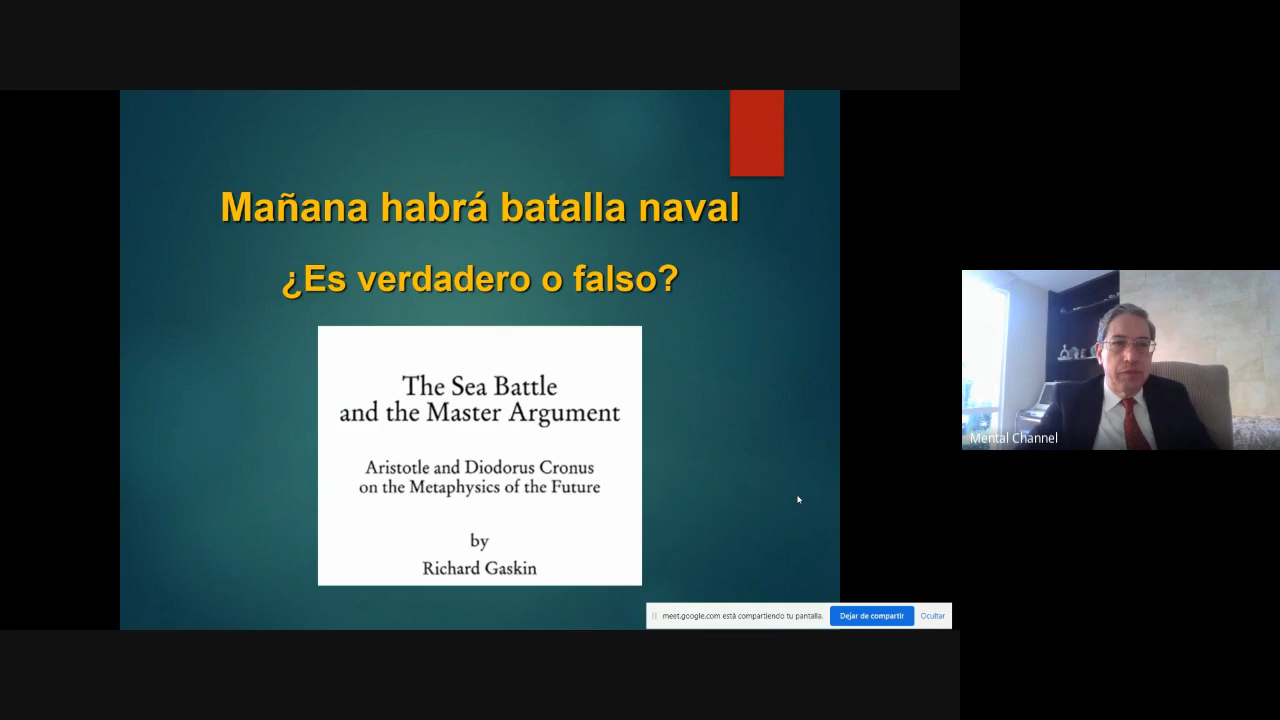 Mañana habrá batalla naval
¿Es verdadero o falso?
The Sea Battle
and the Master Argument
Aristotle and Diodorus Cronus
on the Metaphysics of the Future
by
Richard Gaskin
Mental Channel
meet.google.com está compartiendo tu pantalla.
Dejar de compartir
Ocultar